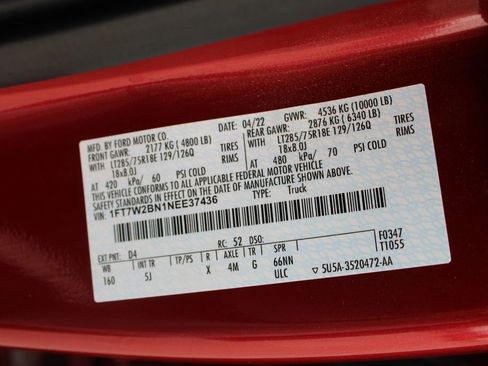 MFD. BY FORD MOTOR CO.
DATE: 04/22 GVWR: 4536 KG (10000 LB)
FRONT GAWR: 2177 KG ( 4800 LB) REAR GAWR: 2876 KG ( 6340 LB)
LT285/75R18E 129/126Q TIRES LT285/75R18E 129/126Q TIRES
18x8.0J RIMS 18x8.0J RIMS
AT 420 kPa/ 60 PSI COLD AT 480 kPa/ 70 PSI COLD
THIS VEHICLE CONFORMS TO ALL APPLICABLE FEDERAL MOTOR VEHICLE
SAFETY STANDARDS IN EFFECT ON THE DATE OF MANUFACTURE SHOWN ABOVE.
VIN: 1FT7W2BN1NEE37436 TYPE: Truck
F0347
T1055
EXT PNT: D4 RC: 52 DSO:
WB INT TR TP/PS R AXLE TR SPR
160 5J X 4M G 66NN
ULC
5U5A-3520472-AA